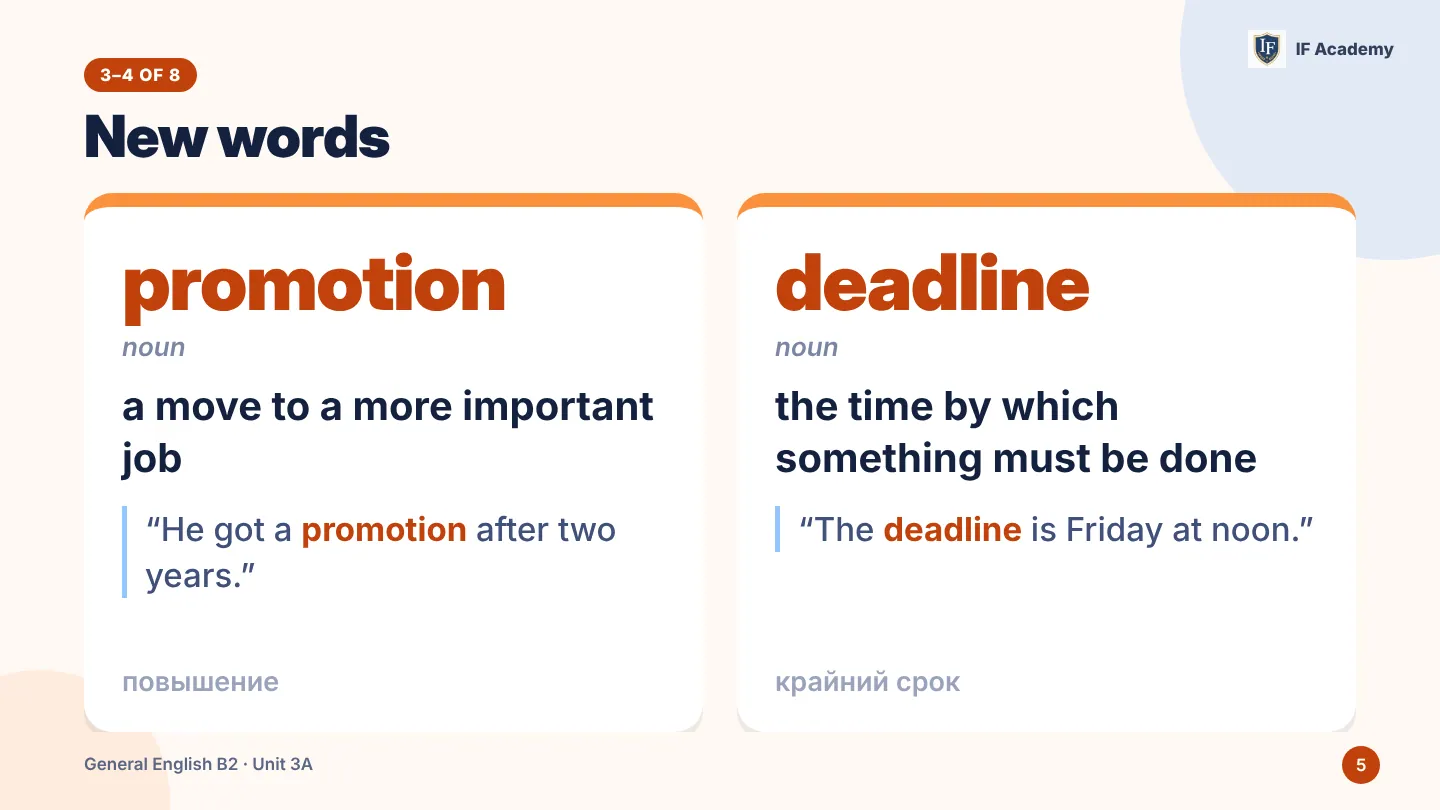 IF
IF Academy
3–4 OF 8
New words
promotion
noun
a move to a more important
job
“He got a promotion after two
years.”
повышение
deadline
noun
the time by which
something must be done
“The deadline is Friday at noon.”
крайний срок
General English B2 · Unit 3A
5